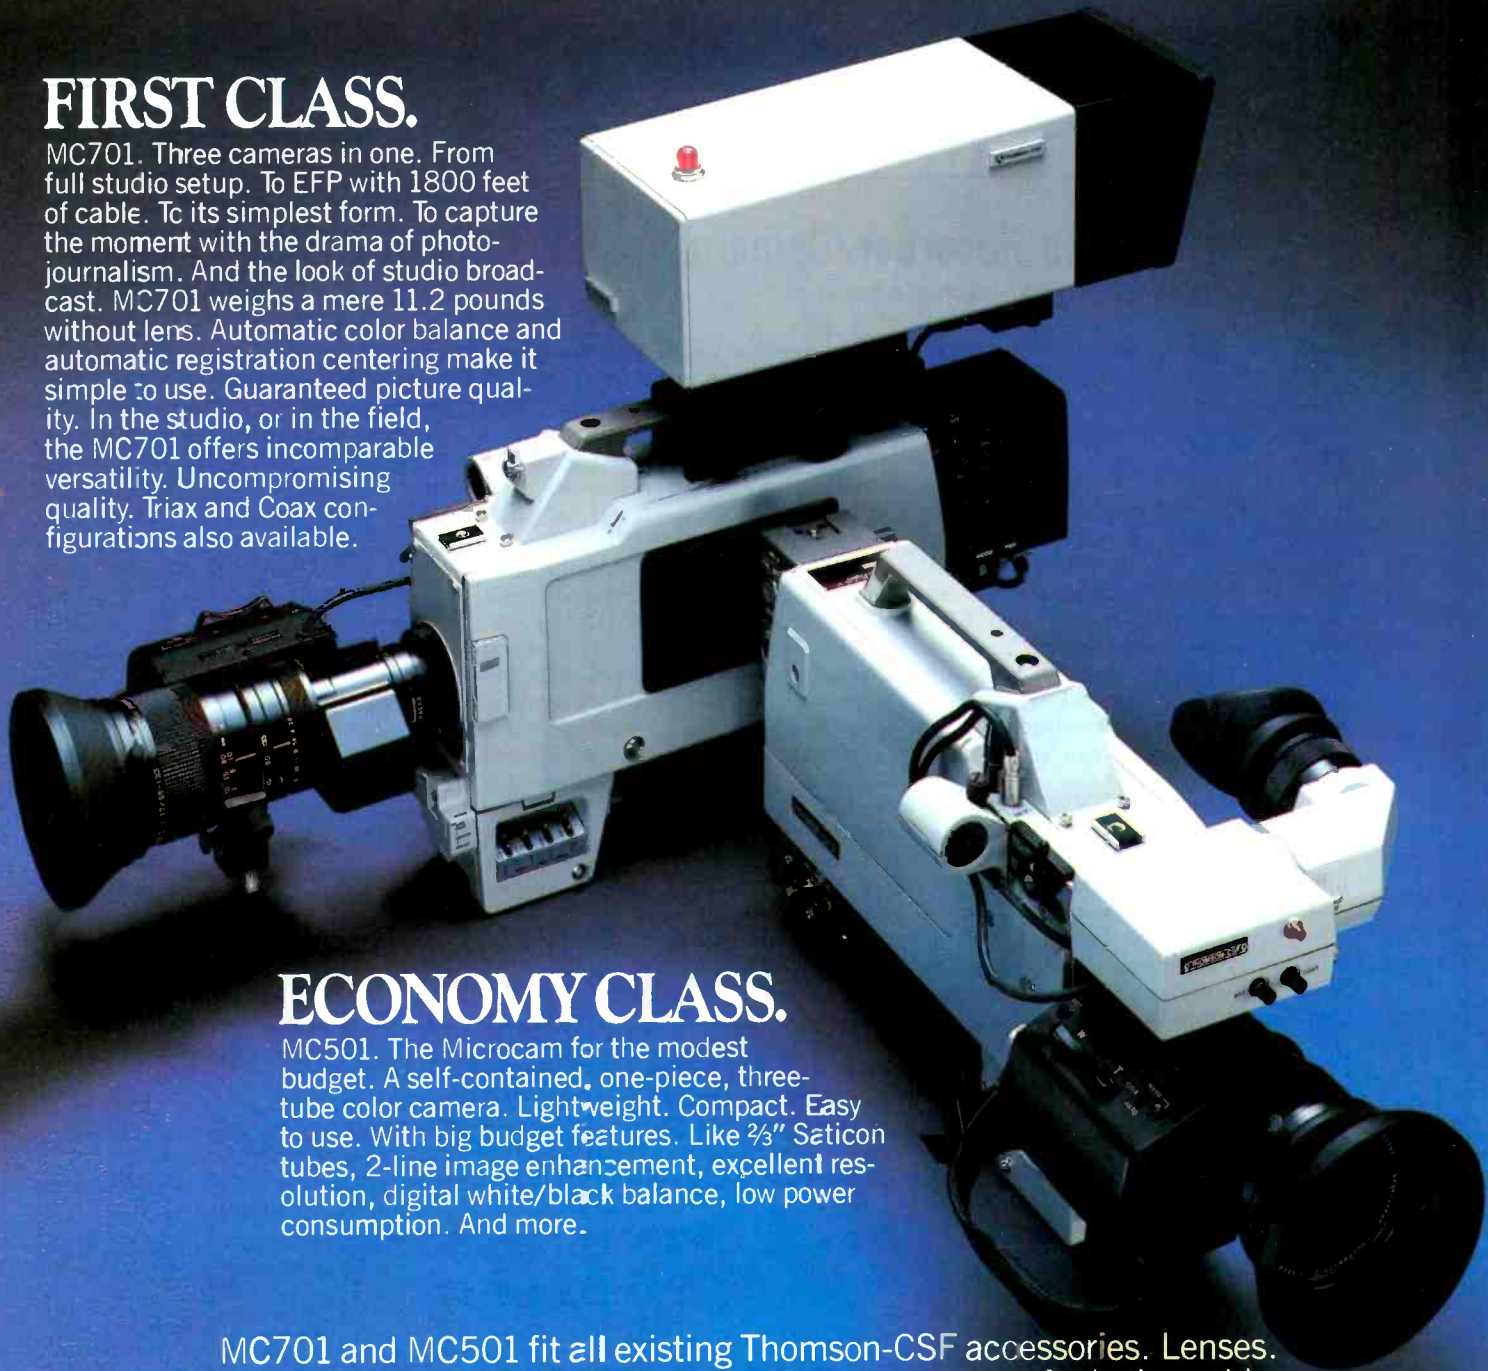 FIRST CLASS.
MC701. Three cameras in one. From
full studio setup. To EFP with 1800 feet
of cable. To its simplest form. To capture
the moment with the drama of photo-
journalism. And the look of studio broad-
cast. MC701 weighs a mere 11.2 pounds
without lens. Automatic color balance and
automatic registration centering make it
simple to use. Guaranteed picture qual-
ity. In the studio, or in the field,
the MC701 offers incomparable
versatility. Uncompromising
quality. Triax and Coax con-
figurations also available.
ECONOMY CLASS.
MC501. The Microcam for the modest
budget. A self-contained, one-piece, three-
tube color camera. Lightweight. Compact. Easy
to use. With big budget features. Like ⅔" Saticon
tubes, 2-line image enhancement, excellent res-
olution, digital white/black balance, low power
consumption. And more.
MC701 and MC501 fit all existing Thomson-CSF accessories. Lenses.